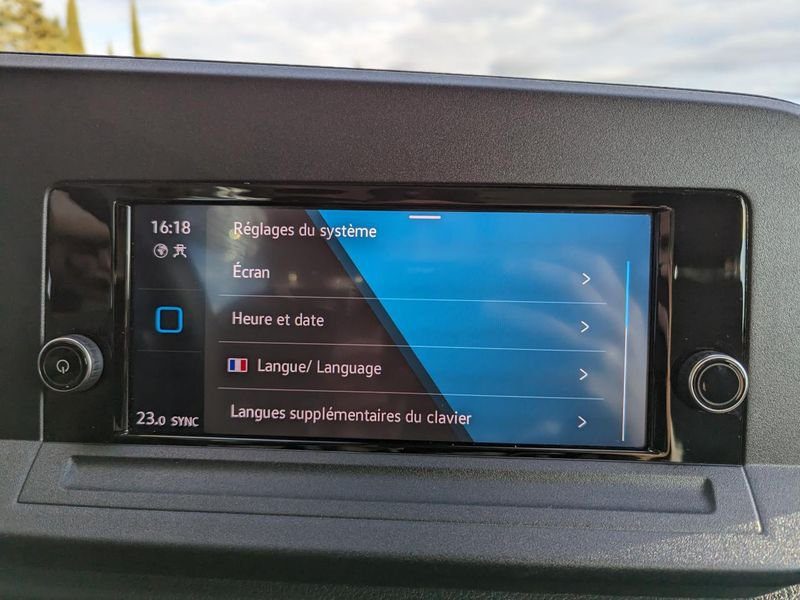 16:18
Réglages du système
Écran
Heure et date
Langue/ Language
Langues supplémentaires du clavier
23.0 SYNC